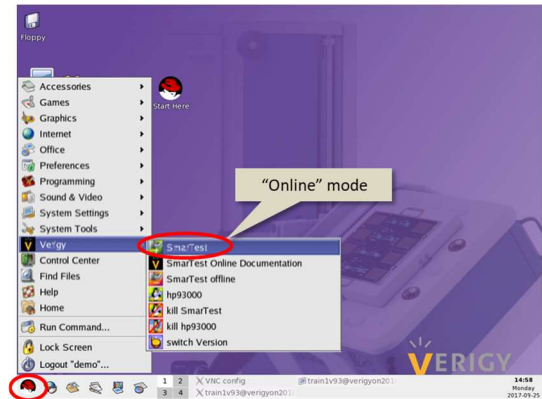 Floppy
Start Here
Accessories
Games
Graphics
Internet
Office
Preferences
Programming
Sound & Video
System Settings
System Tools
Verigy
Control Center
Find Files
Help
Home
Run Command...
Lock Screen
Logout "demo"...
"Online" mode
SmarTest
SmarTest Online Documentation
SmarTest offline
hp93000
kill SmarTest
kill hp93000
switch Version
VERIGY
1 2
3 4
VNC config
train1v93@verigyon201
train1v93@verigyon201
14:58
Monday
2017-09-25